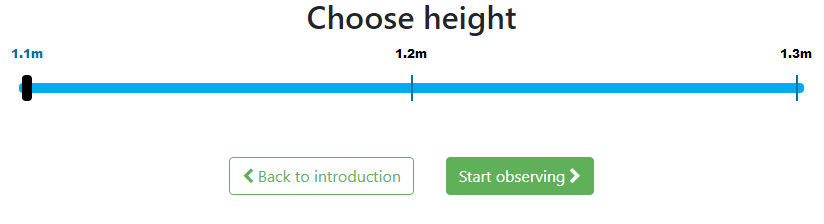 Choose height
1.1m 1.2m 1.3m
Back to introduction Start observing